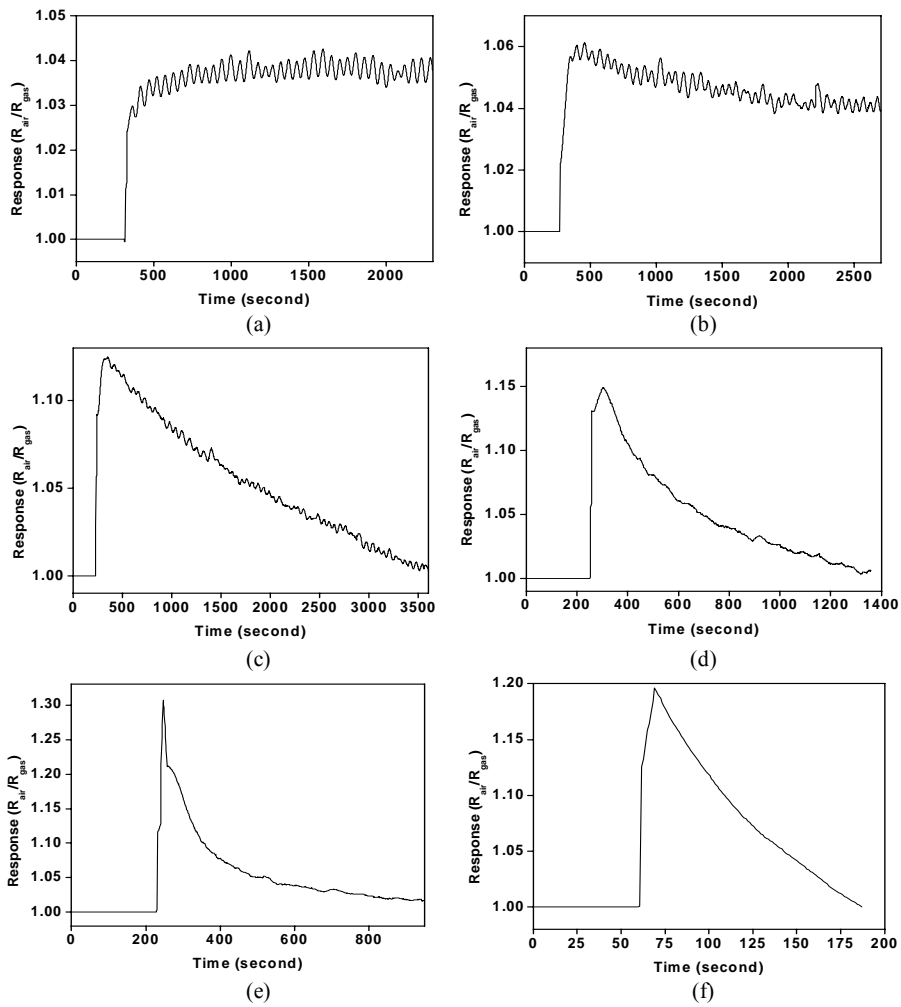 1.05
1.04
1.03
1.02
1.01
1.00
Response (R_air/R_gas)
0 500 1000 1500 2000
Time (second)
(a)
1.06
1.04
1.02
1.00
Response (R_air/R_gas)
0 500 1000 1500 2000 2500
Time (second)
(b)
1.10
1.05
1.00
Response (R_air/R_gas)
0 500 1000 1500 2000 2500 3000 3500
Time (second)
(c)
1.15
1.10
1.05
1.00
Response (R_air/R_gas)
0 200 400 600 800 1000 1200 1400
Time (second)
(d)
1.30
1.20
1.10
1.00
Response (R_air/R_gas)
0 200 400 600 800
Time (second)
(e)
1.20
1.15
1.10
1.05
1.00
Response (R_air/R_gas)
0 25 50 75 100 125 150 175 200
Time (second)
(f)